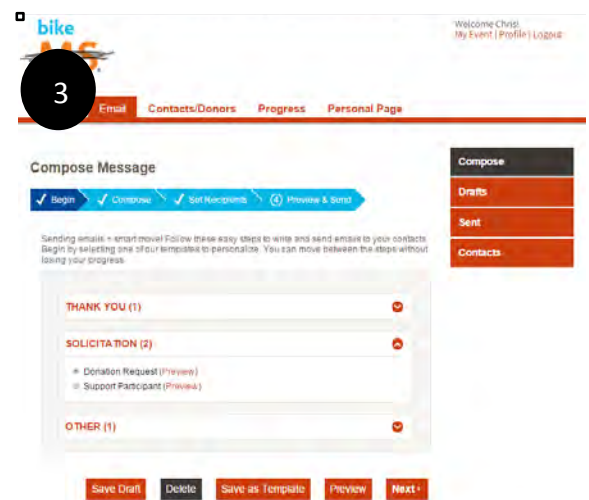 bike
MS
Welcome Chris!
My Event | Profile | Logout
3
Email Contacts/Donors Progress Personal Page
Compose Message
Begin Compose Set Recipients 4 Preview & Send
Sending emails = smart move! Follow these easy steps to write and send emails to your contacts.
Begin by selecting one of our templates to personalize. You can move between the steps without
losing your progress.
THANK YOU (1)
SOLICITATION (2)
Donation Request (Preview)
Support Participant (Preview)
OTHER (1)
Save Draft Delete Save as Template Preview Next ›
Compose
Drafts
Sent
Contacts